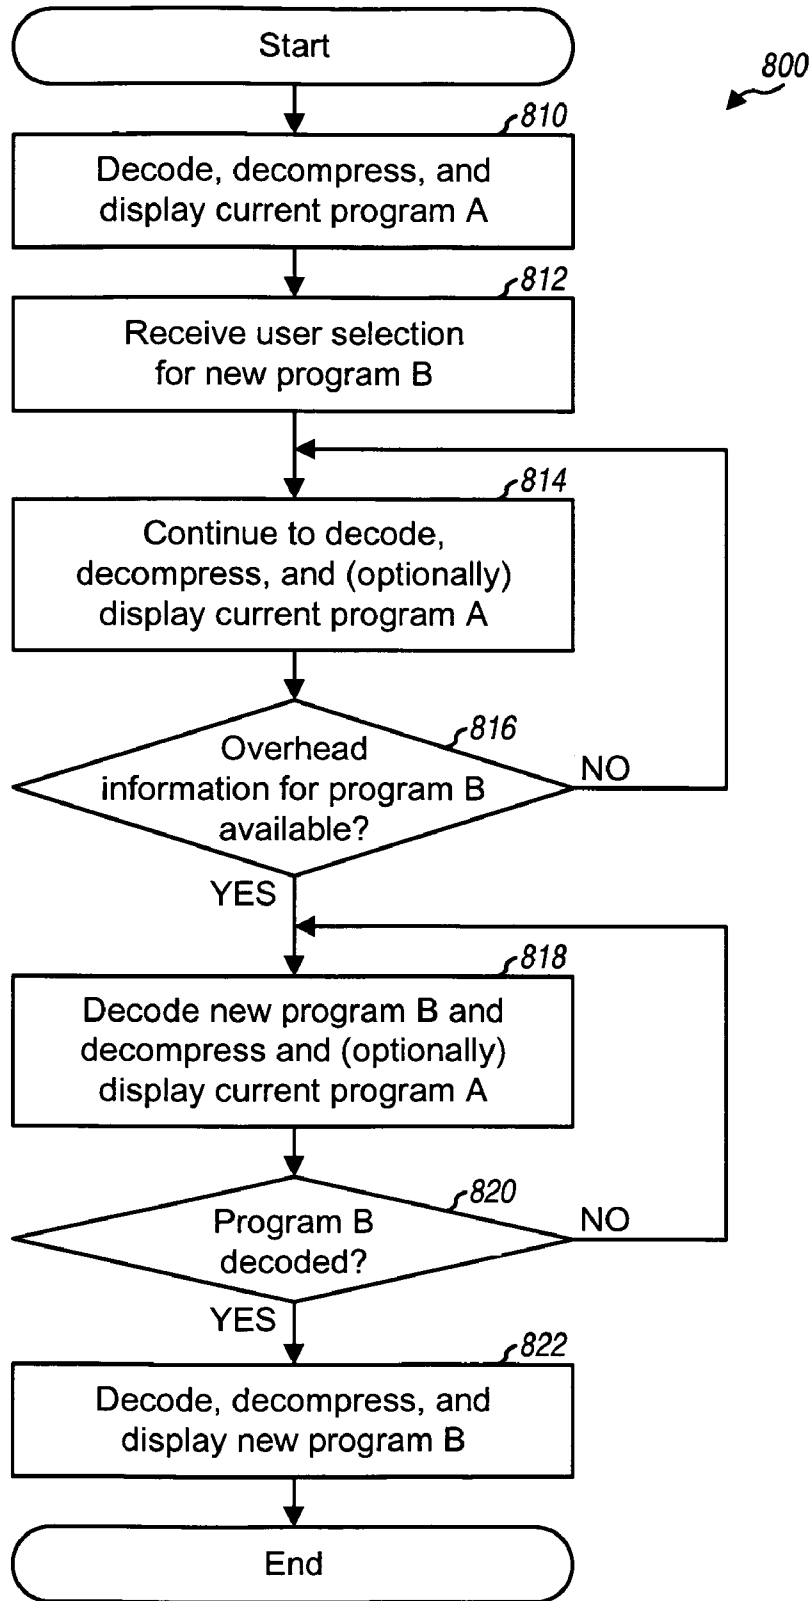 Start
800
810
Decode, decompress, and
display current program A
812
Receive user selection
for new program B
814
Continue to decode,
decompress, and (optionally)
display current program A
816
Overhead
information for program B
available?
NO
YES
818
Decode new program B and
decompress and (optionally)
display current program A
820
Program B
decoded?
NO
YES
822
Decode, decompress, and
display new program B
End